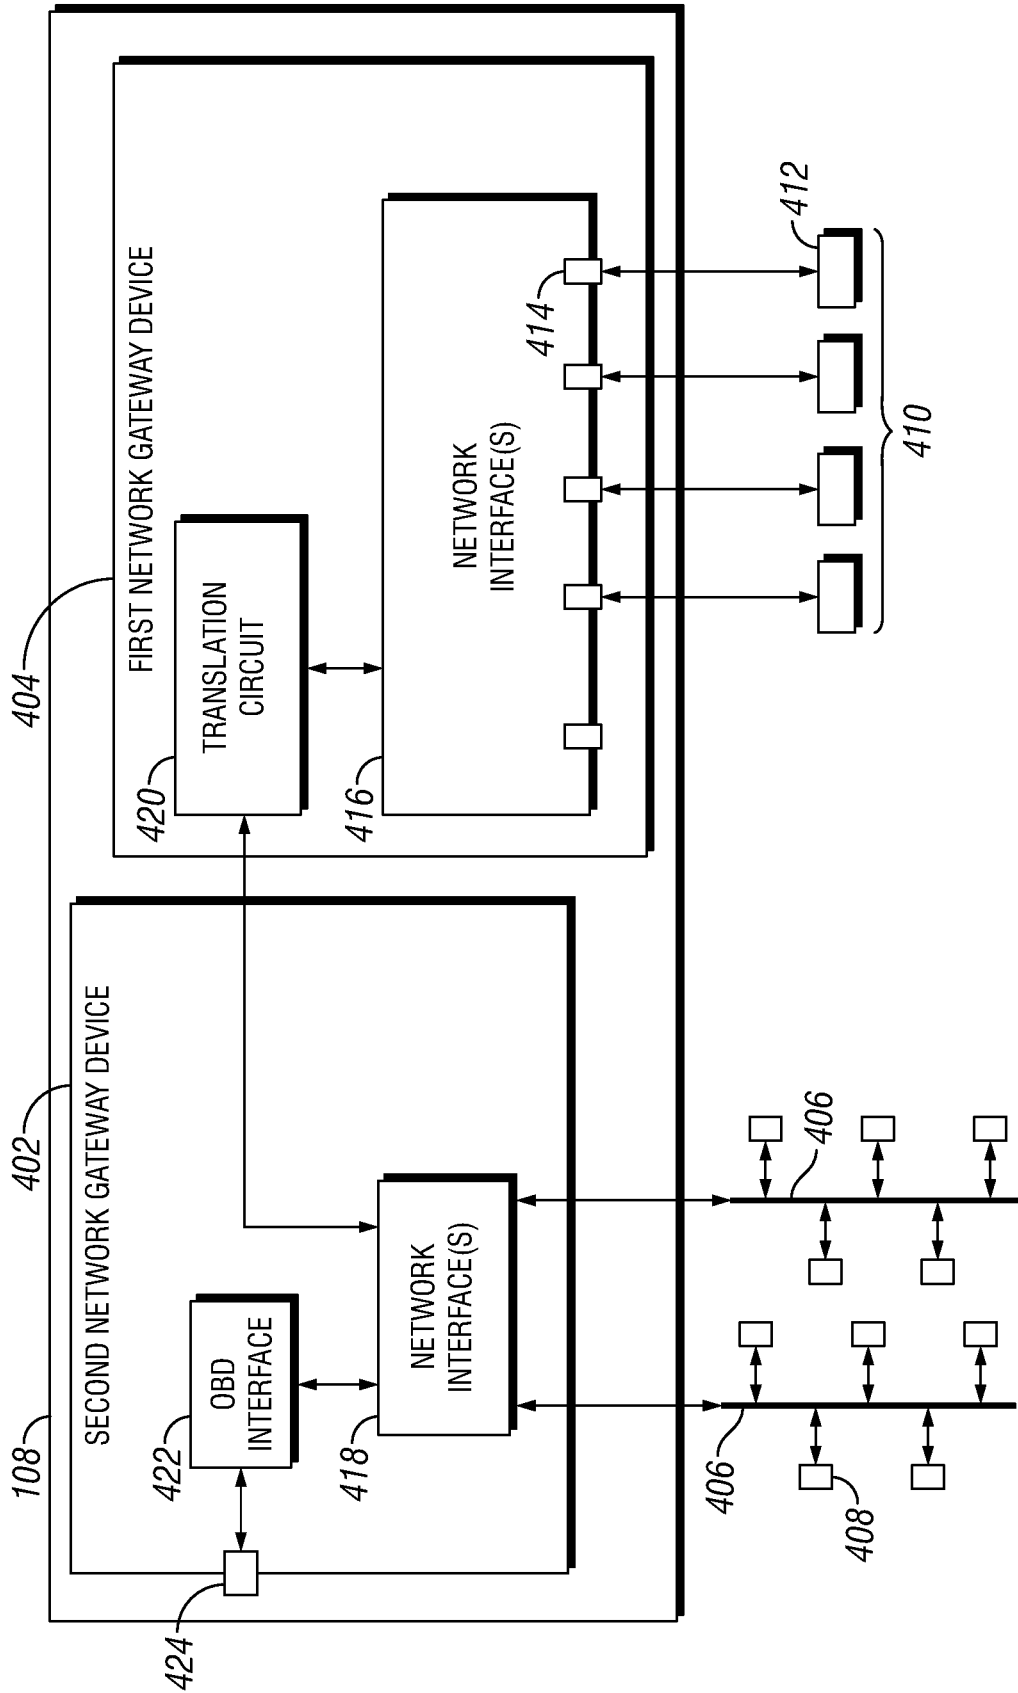 108
402
SECOND NETWORK GATEWAY DEVICE
404
FIRST NETWORK GATEWAY DEVICE
424
422
OBD
INTERFACE
420
TRANSLATION
CIRCUIT
418
NETWORK
INTERFACE(S)
416
NETWORK
INTERFACE(S)
414
406
408
406
412
410